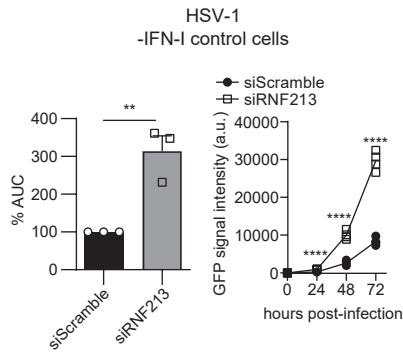 HSV-1
-IFN-I control cells
siScramble
siRNF213
**
400
300
200
100
0
% AUC
siScramble
siRNF213
40000
30000
20000
10000
0
GFP signal intensity (a.u.)
****
****
****
0 24 48 72
hours post-infection